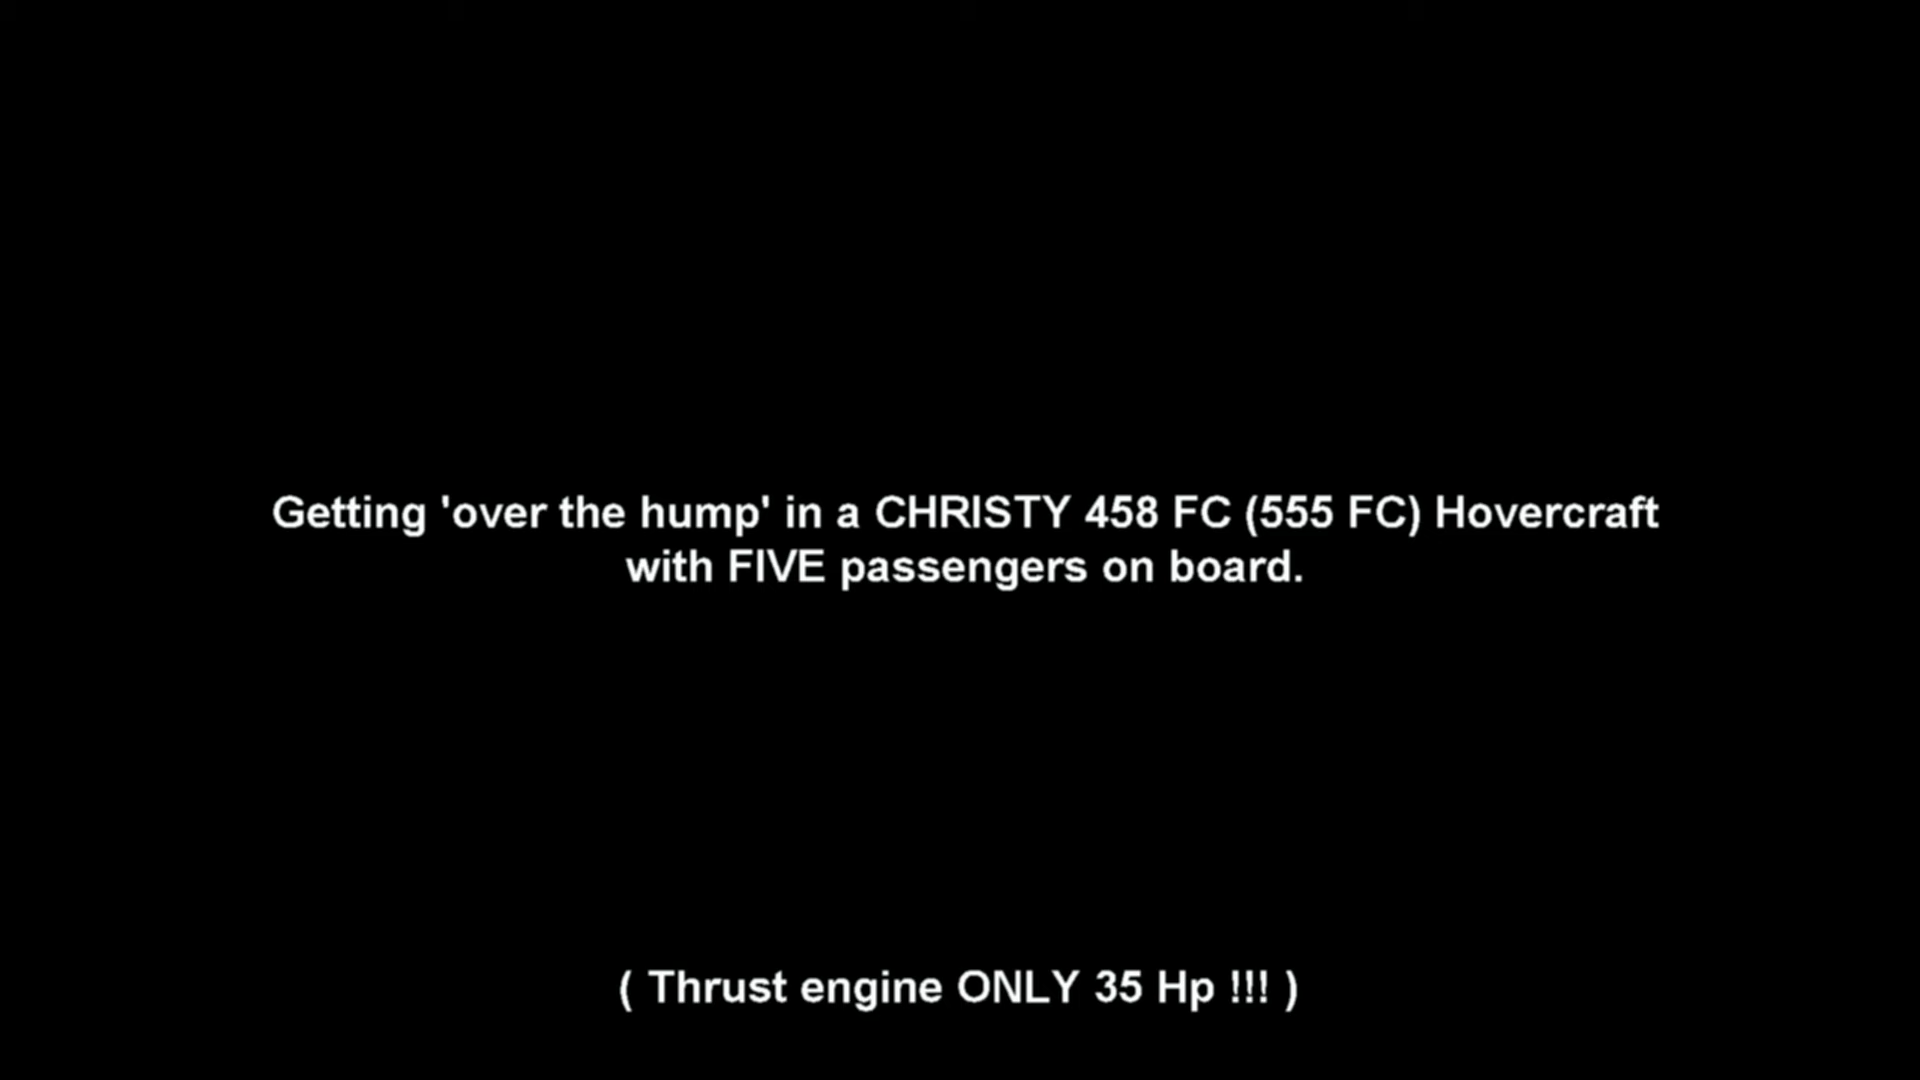 Getting 'over the hump' in a CHRISTY 458 FC (555 FC) Hovercraft
with FIVE passengers on board.
( Thrust engine ONLY 35 Hp !!! )